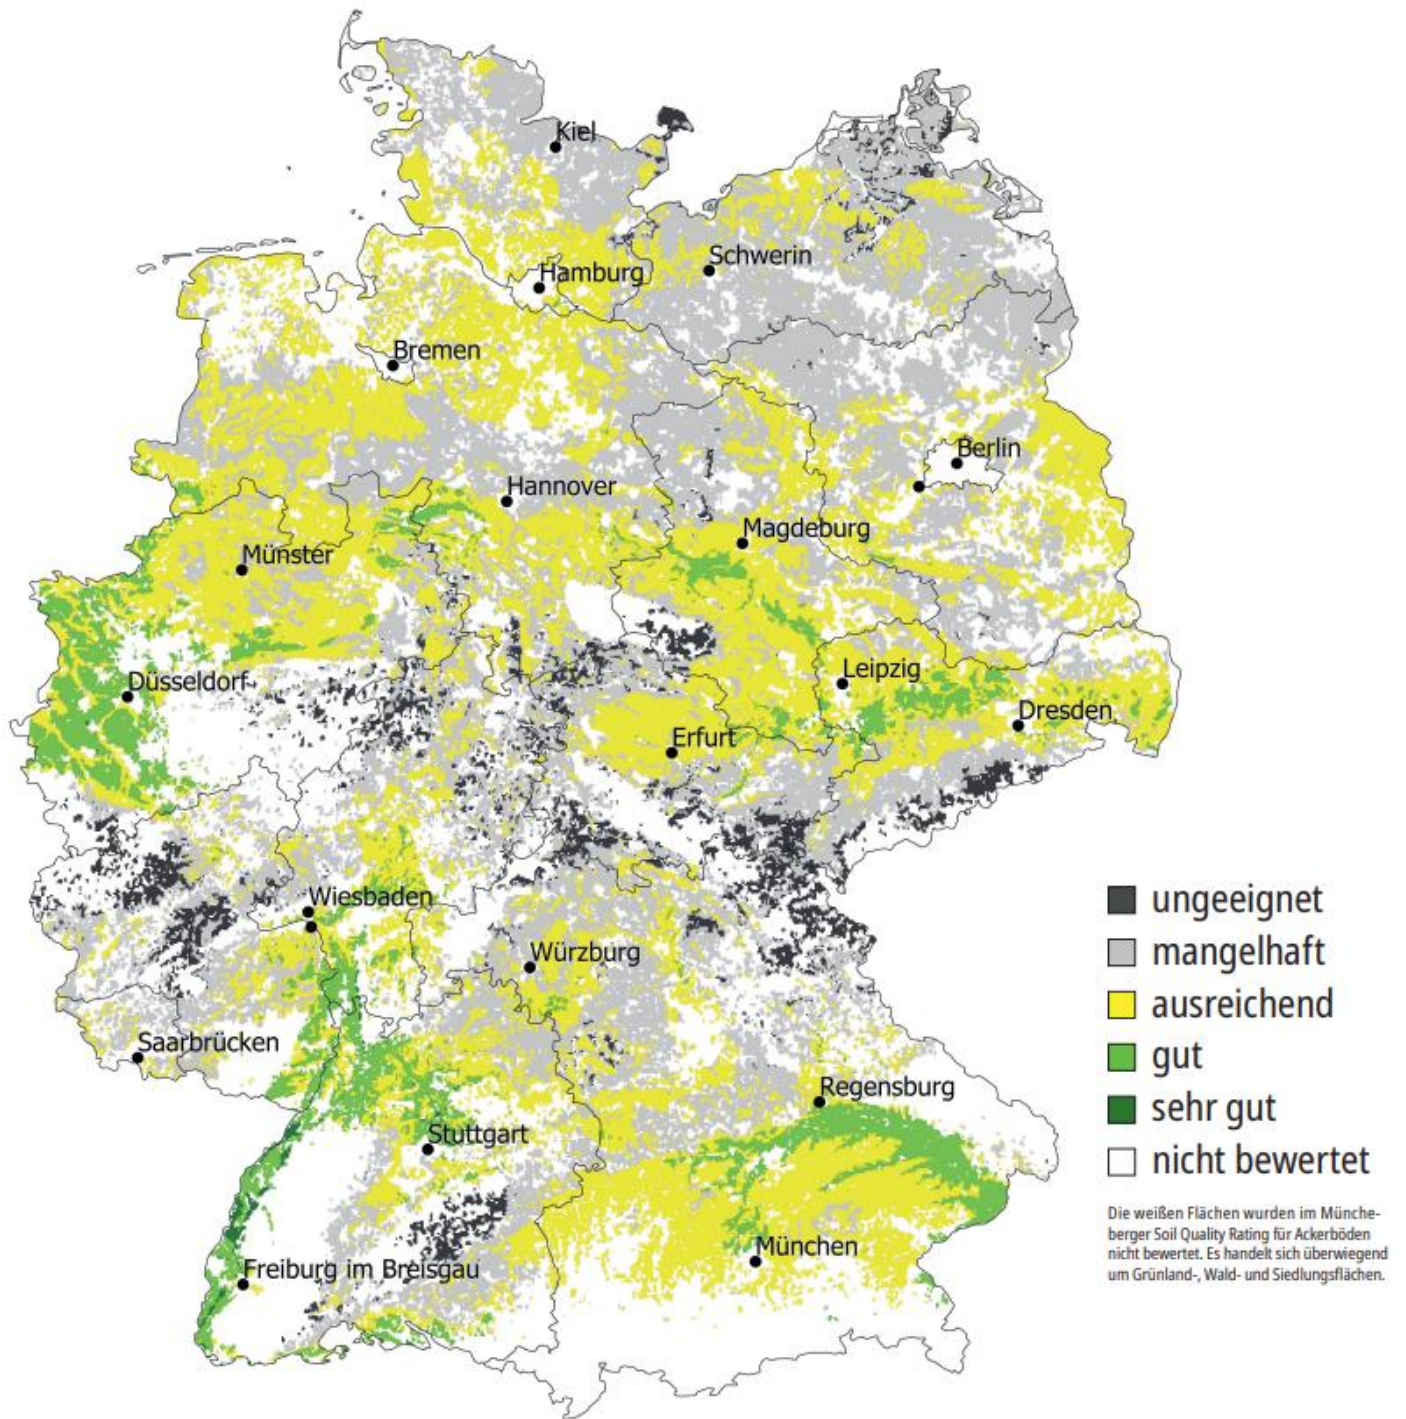 Kiel
Schwerin
Hamburg
Bremen
Berlin
Hannover
Magdeburg
Münster
Leipzig
Düsseldorf
Dresden
Erfurt
Wiesbaden
Würzburg
Saarbrücken
Regensburg
Stuttgart
München
Freiburg im Breisgau
ungeeignet
mangelhaft
ausreichend
gut
sehr gut
nicht bewertet
Die weißen Flächen wurden im Münche-
berger Soil Quality Rating für Ackerböden
nicht bewertet. Es handelt sich überwiegend
um Grünland-, Wald- und Siedlungsflächen.